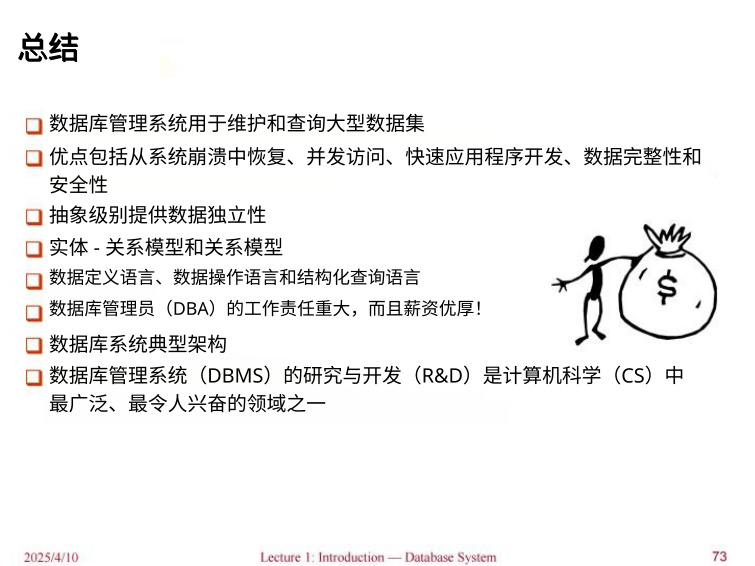 总结
数据库管理系统用于维护和查询大型数据集
优点包括从系统崩溃中恢复、并发访问、快速应用程序开发、数据完整性和
安全性
抽象级别提供数据独立性
实体 - 关系模型和关系模型
数据定义语言、数据操作语言和结构化查询语言
数据库管理员（DBA）的工作责任重大，而且薪资优厚！
$
数据库系统典型架构
数据库管理系统（DBMS）的研究与开发（R&D）是计算机科学（CS）中
最广泛、最令人兴奋的领域之一
2025/4/10 Lecture 1: Introduction — Database System 73